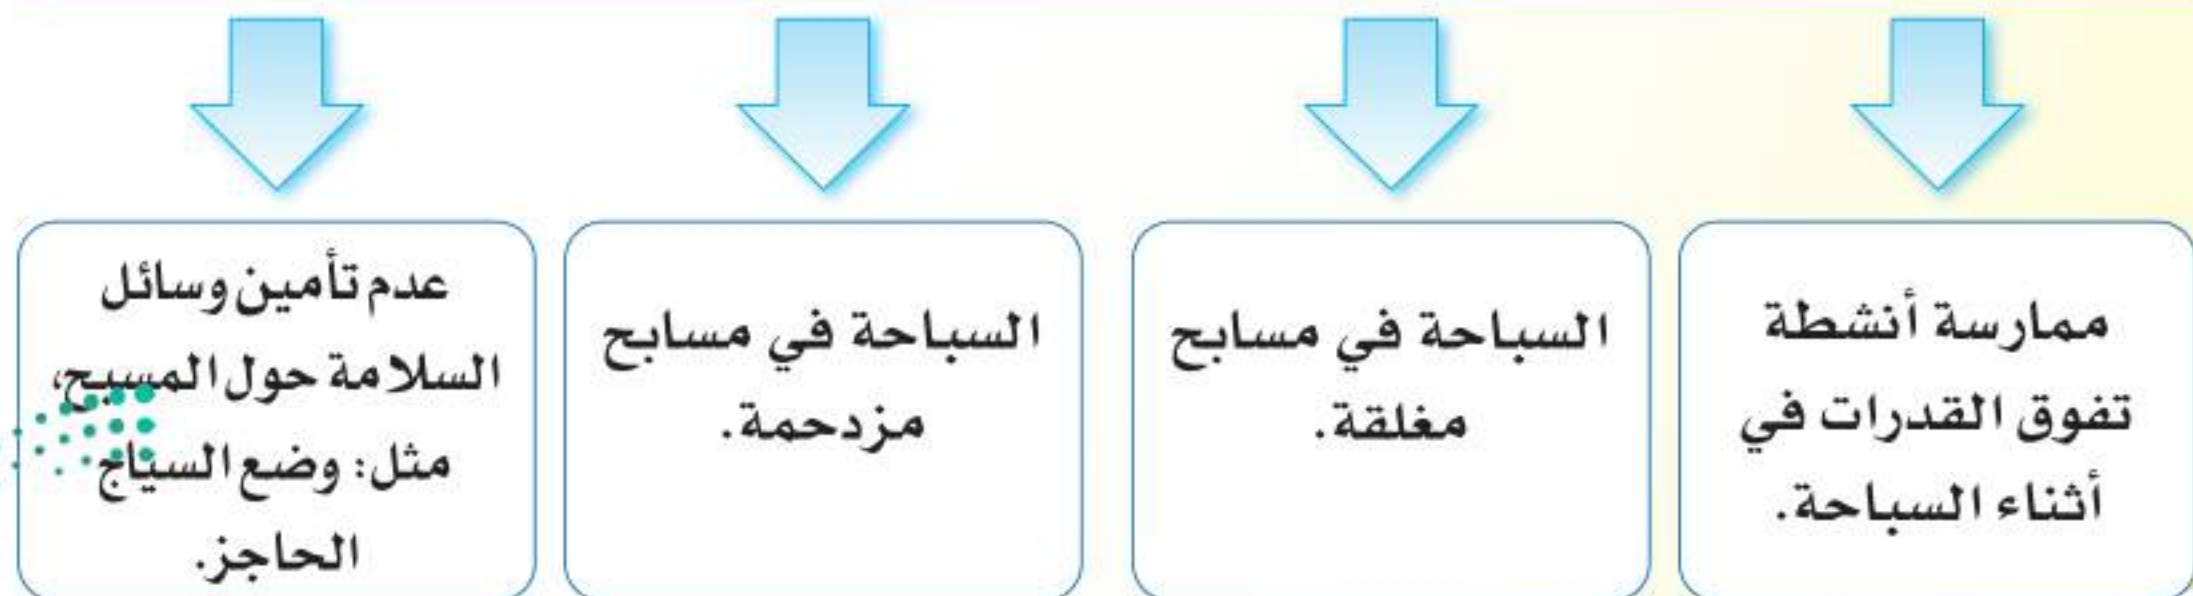 ممارسة أنشطة
تفوق القدرات في
أثناء السباحة.
السباحة في مسابح
مغلقة.
السباحة في مسابح
مزدحمة.
عدم تأمين وسائل
السلامة حول المسبح،
مثل: وضع السياج
الحاجز.